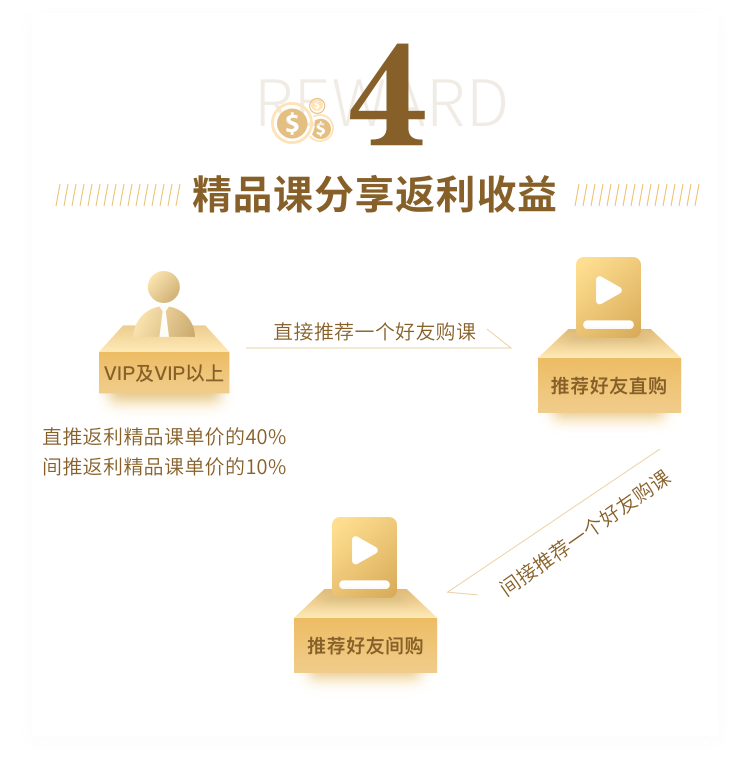 REWARD
4
精品课分享返利收益
直接推荐一个好友购课
VIP及VIP以上
推荐好友直购
直推返利精品课单价的40%
间推返利精品课单价的10%
间接推荐一个好友购课
推荐好友间购